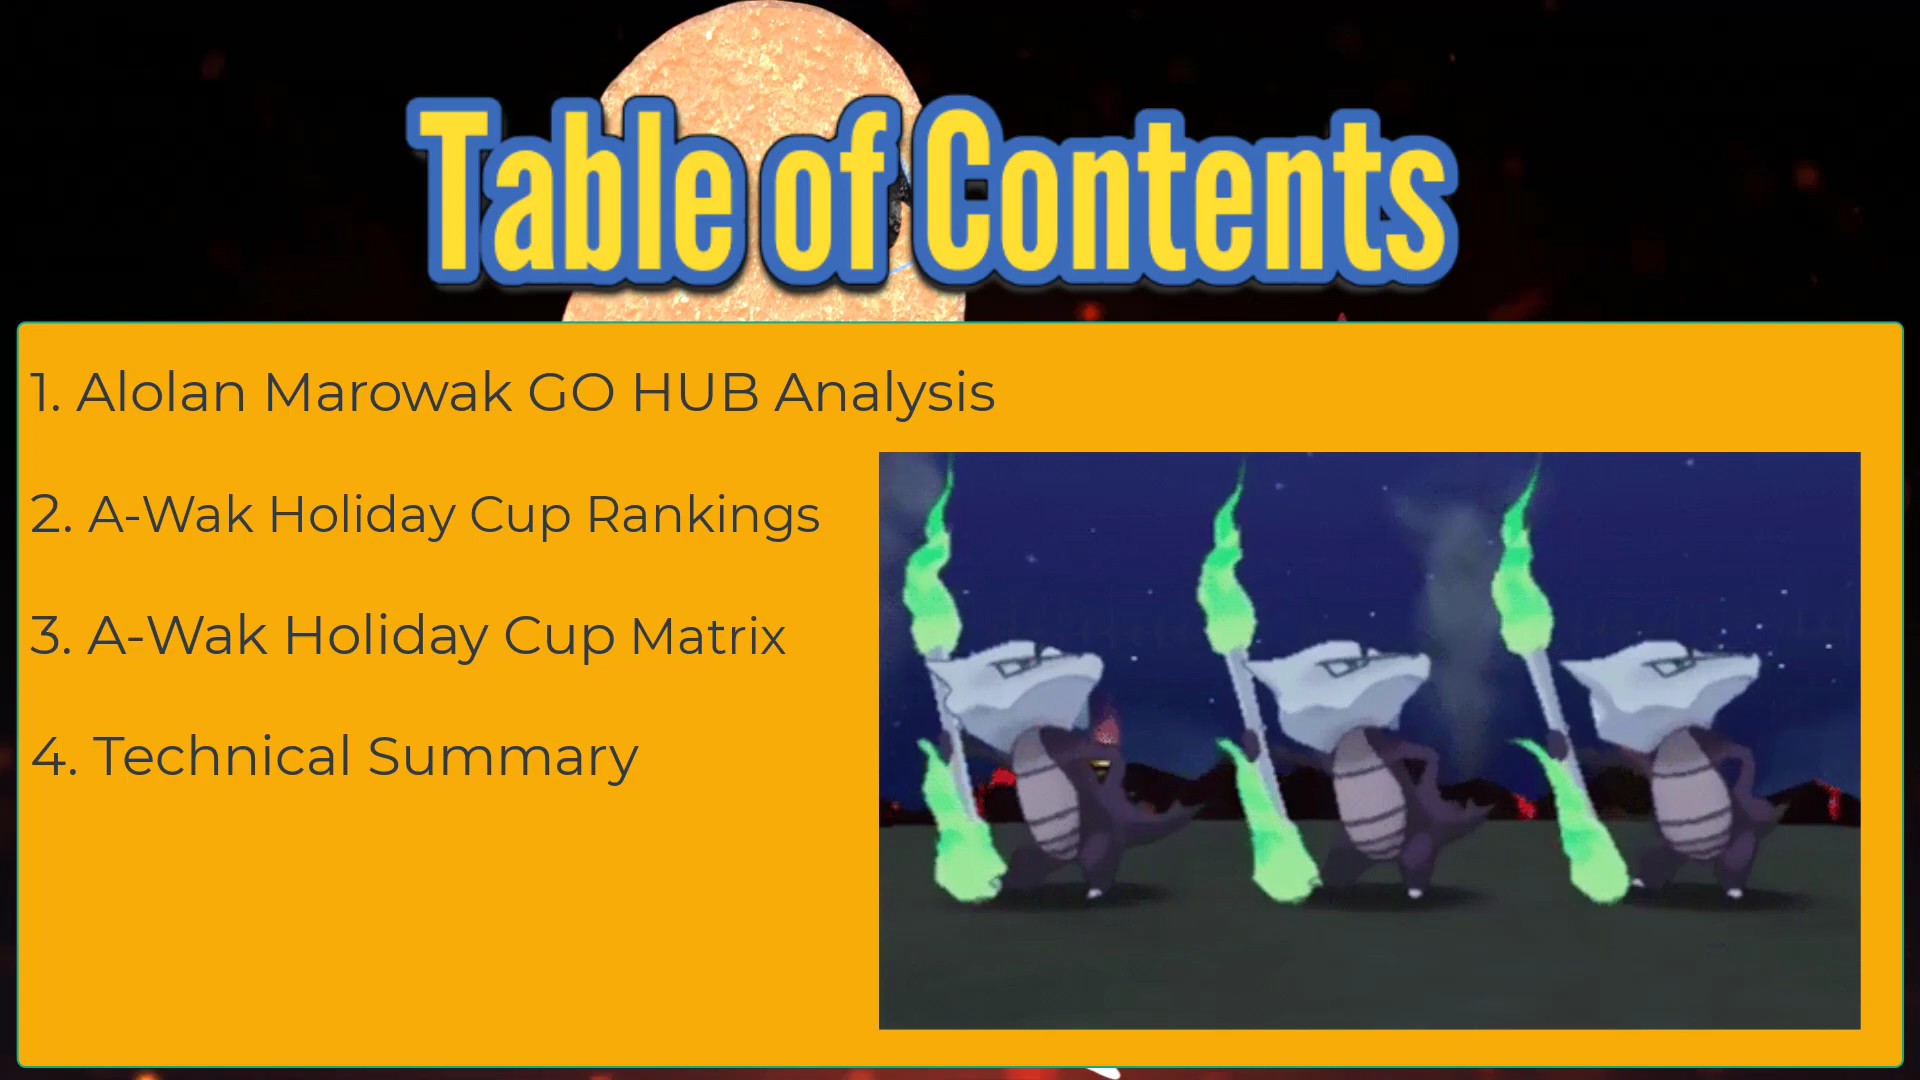 Table of Contents
1. Alolan Marowak GO HUB Analysis
2. A-Wak Holiday Cup Rankings
3. A-Wak Holiday Cup Matrix
4. Technical Summary